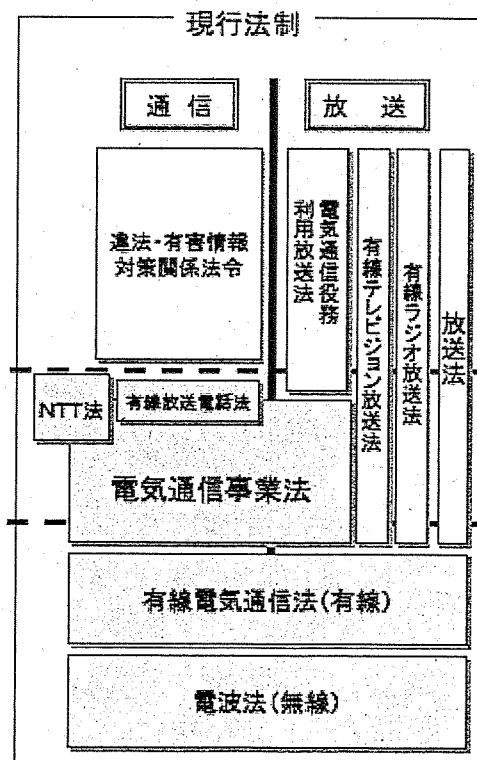 現行法制
通信
放送
違法・有害情報
対策関係法令
電気通信役務
利用放送法
有線テレビジョン放送法
有線ラジオ放送法
放送法
NTT法
有線放送電話法
電気通信事業法
有線電気通信法(有線)
電波法(無線)